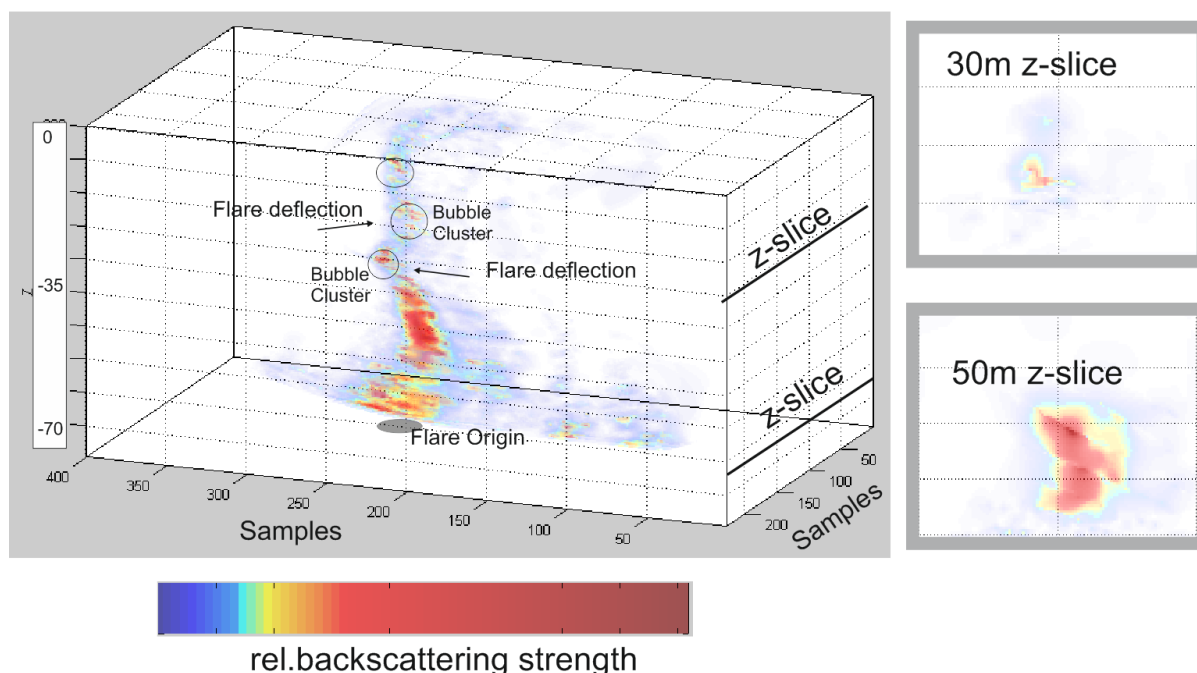 0
Flare deflection
Bubble
Cluster
Bubble
Cluster
Flare deflection
z
-35
-70
Flare Origin
z-slice
z-slice
400
350
300
250
200
150
100
50
Samples
200
150
100
50
Samples
30m z-slice
50m z-slice
rel.backscattering strength